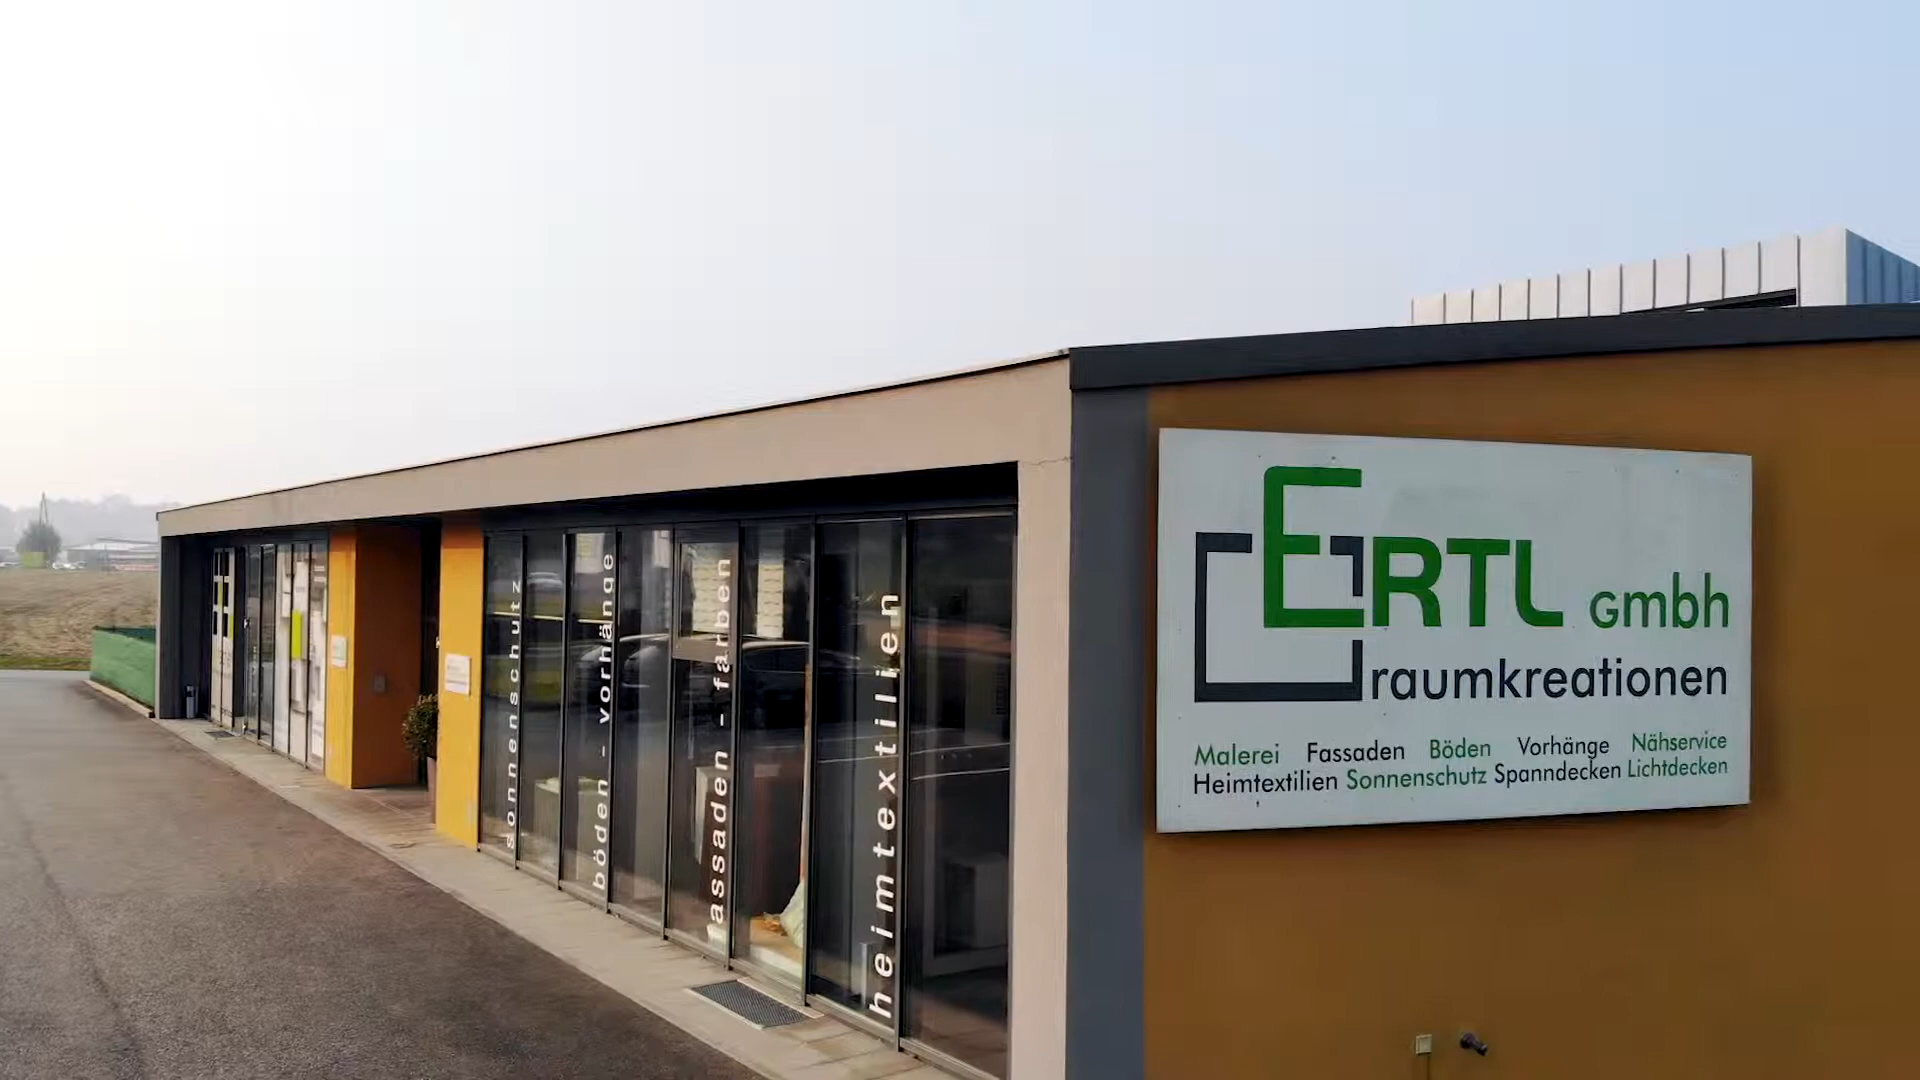 sonnenschutz
böden - vorhänge
fassaden - farben
heimtextilien
ERTL gmbh
raumkreationen
Malerei Fassaden Böden Vorhänge Nähservice
Heimtextilien Sonnenschutz Spanndecken Lichtdecken